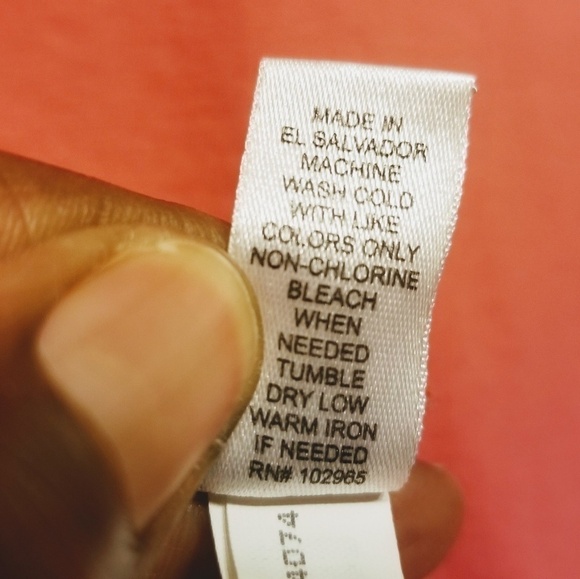 MADE IN
EL SALVADOR
MACHINE
WASH COLD
WITH LIKE
COLORS ONLY
NON-CHLORINE
BLEACH
WHEN
NEEDED
TUMBLE
DRY LOW
WARM IRON
IF NEEDED
RN# 102965